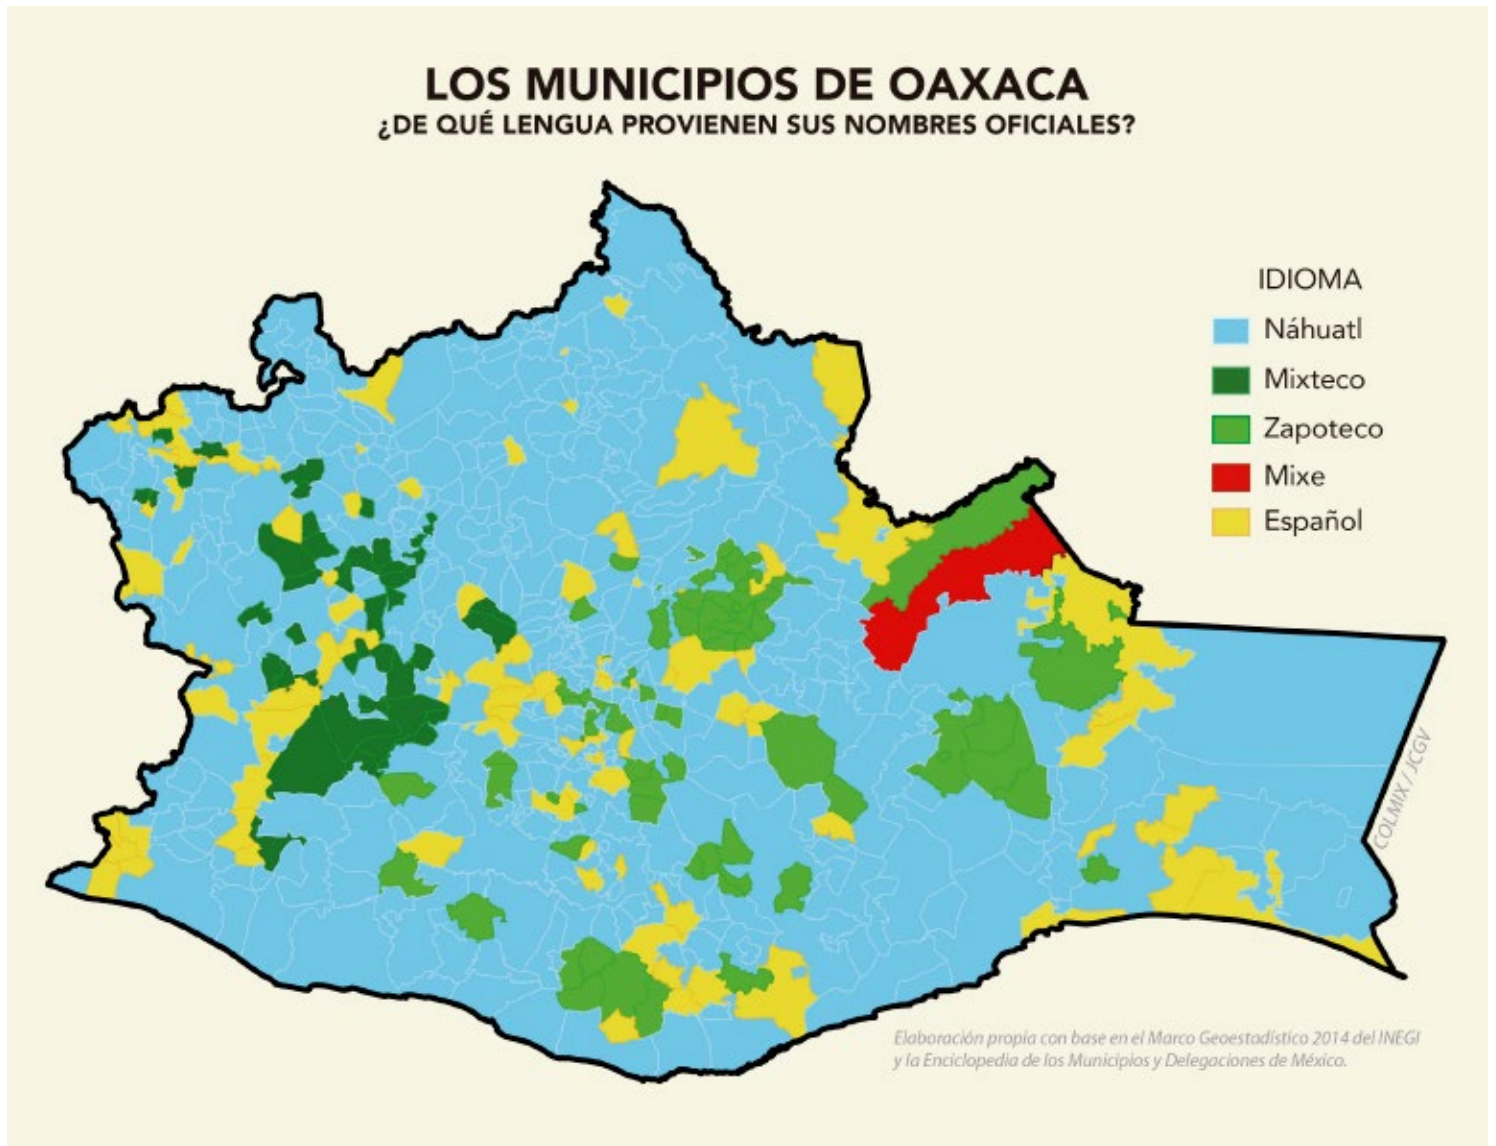 LOS MUNICIPIOS DE OAXACA
¿DE QUÉ LENGUA PROVIENEN SUS NOMBRES OFICIALES?
IDIOMA
Náhuatl
Mixteco
Zapoteco
Mixe
Español
COLMIX / JCGV
Elaboración propia con base en el Marco Geoestadístico 2014 del INEGI
y la Enciclopedia de los Municipios y Delegaciones de México.